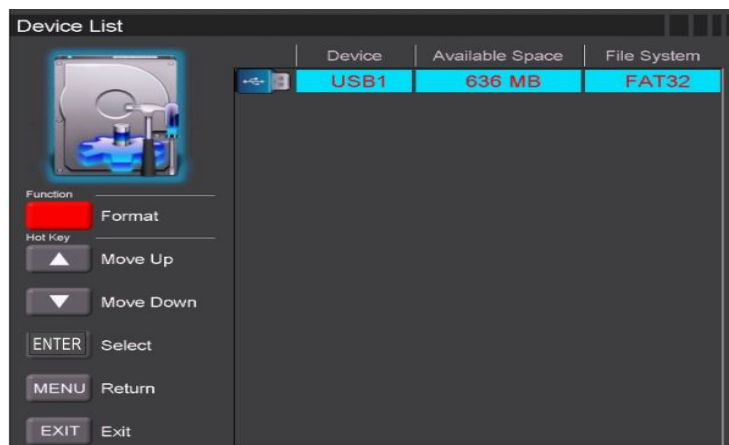 Device List
Device Available Space File System
USB1 636 MB FAT32
Function
Format
Hot Key
Move Up
Move Down
ENTER Select
MENU Return
EXIT Exit